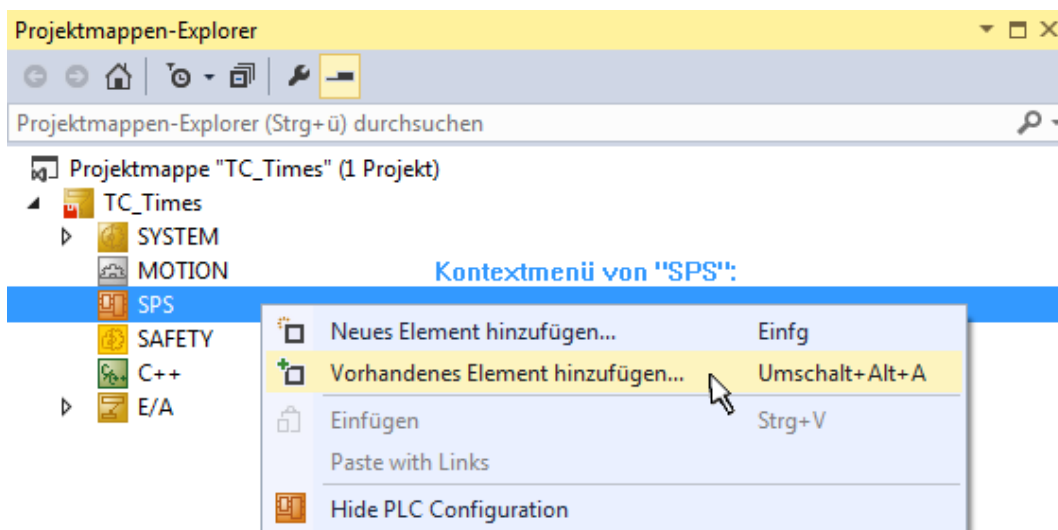 Projektmappen-Explorer
Projektmappen-Explorer (Strg+ü) durchsuchen
Projektmappe "TC_Times" (1 Projekt)
TC_Times
SYSTEM
MOTION
Kontextmenü von "SPS":
SPS
SAFETY
C++
E/A
Neues Element hinzufügen... Einfg
Vorhandenes Element hinzufügen... Umschalt+Alt+A
Einfügen Strg+V
Paste with Links
Hide PLC Configuration